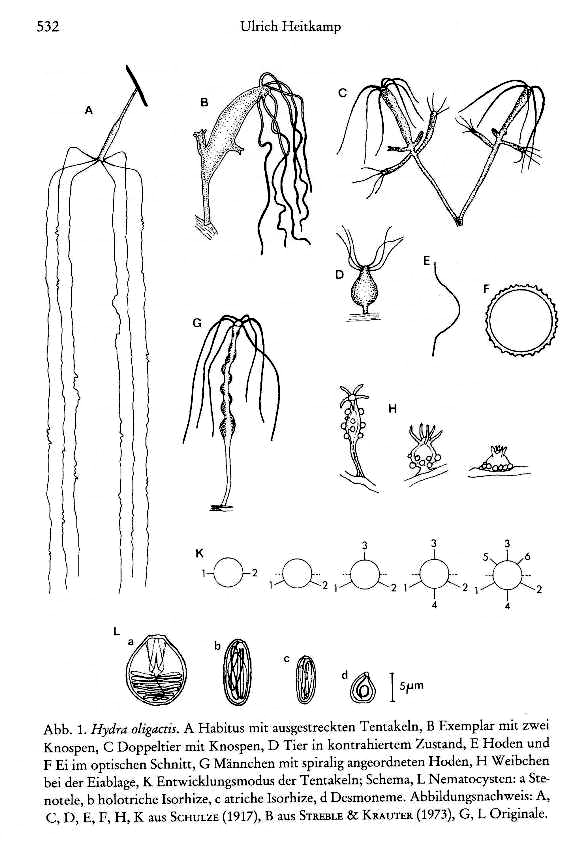 532
Ulrich Heitkamp
A
B
C
D
E
F
G
H
K
1 2
1 2
3
1 2
3
1 2
4
3
5 6
1 2
4
L
a
b
c
d
5µm
Abb. 1. Hydra oligactis. A Habitus mit ausgestreckten Tentakeln, B Exemplar mit zwei
Knospen, C Doppeltier mit Knospen, D Tier in kontrahiertem Zustand, E Hoden und
F Ei im optischen Schnitt, G Männchen mit spiralig angeordneten Hoden, H Weibchen
bei der Eiablage, K Entwicklungsmodus der Tentakeln; Schema, L Nematocysten: a Ste-
notele, b holotriche Isorhize, c atriche Isorhize, d Desmoneme. Abbildungsnachweis: A,
C, D, E, F, H, K aus SCHULZE (1917), B aus STREBLE & KRAUTER (1973), G, L Originale.